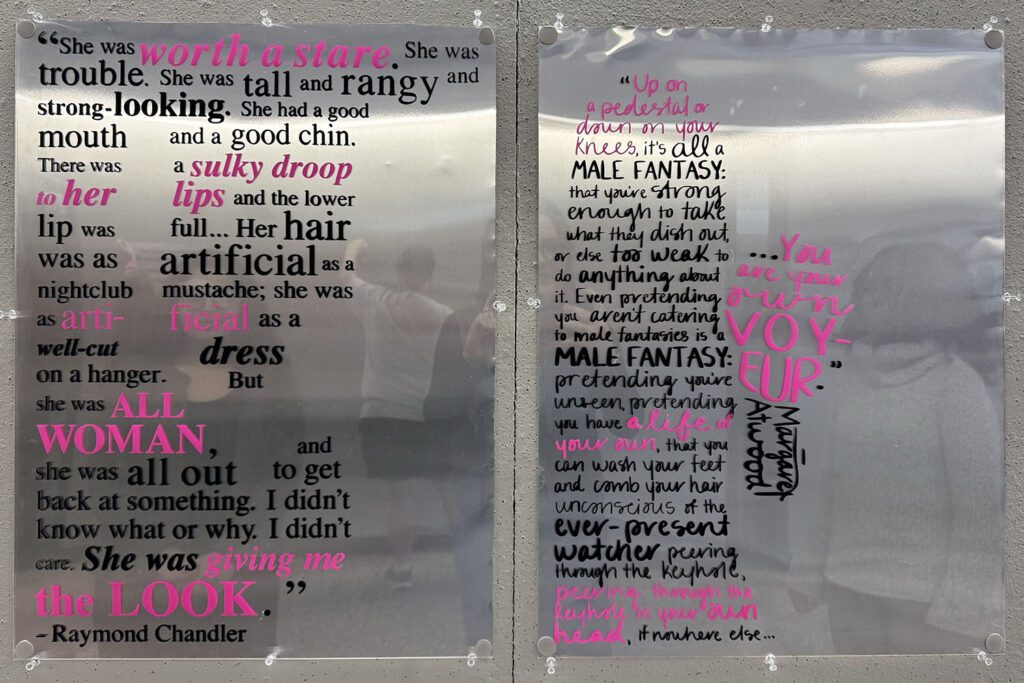 “She was worth a stare. She was
trouble. She was tall and rangy and
strong-looking. She had a good
mouth and a good chin.
There was a sulky droop
to her lips and the lower
lip was full... Her hair
was as artificial as a
nightclub mustache; she was
as arti- ficial as a
well-cut dress
on a hanger. But
she was ALL
WOMAN, and
she was all out to get
back at something. I didn’t
know what or why. I didn’t
care. She was giving me
the LOOK.”
– Raymond Chandler
“Up on
a pedestal or
down on your
knees, it's all a
MALE FANTASY:
that you're strong
enough to take
what they dish out,
or else too weak to
do anything about
it. Even pretending
you aren't catering
to male fantasies is a
MALE FANTASY:
pretending you're
unseen, pretending
you have a life of
your own, that you
can wash your feet
and comb your hair
unconscious of the
ever-present
watcher peering
through the keyhole,
peering through the
keyhole in your own
head, if nowhere else...
...You
are your
own
VOY-
EUR.”
Margaret
Atwood